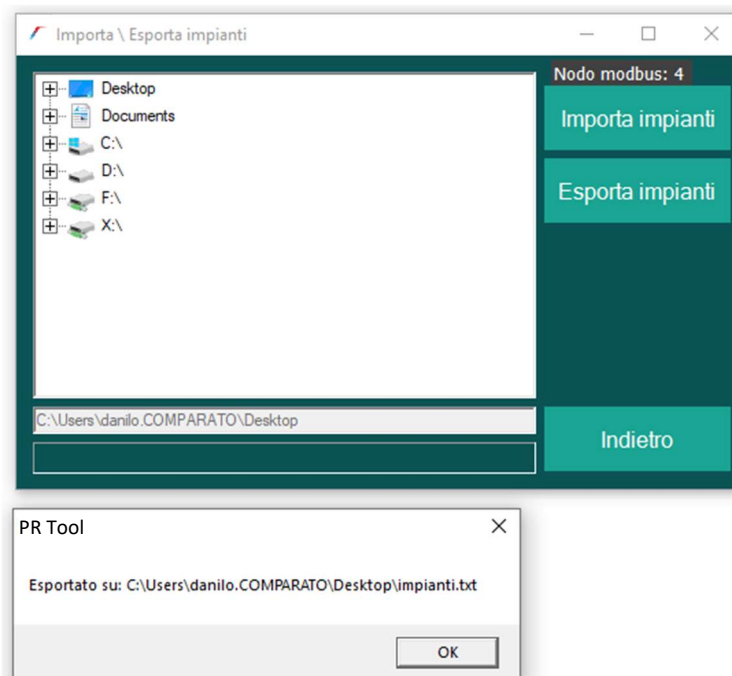 Importa \ Esporta impianti
Nodo modbus: 4
Desktop
Documents
C:\
D:\
F:\
X:\
Importa impianti
Esporta impianti
C:\Users\danilo.COMPARATO\Desktop
Indietro
PR Tool
Esportato su: C:\Users\danilo.COMPARATO\Desktop\impianti.txt
OK